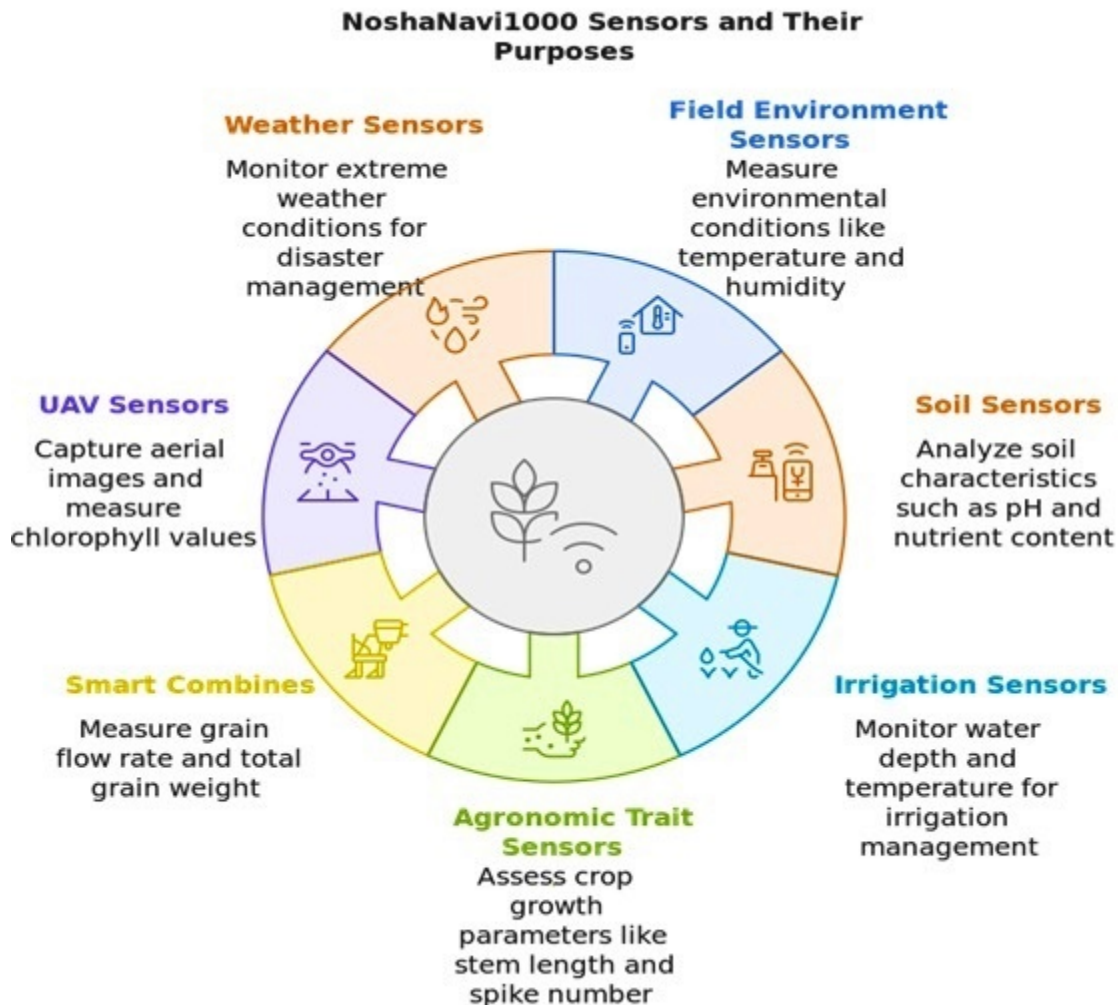 NoshaNavi1000 Sensors and Their
Purposes
Weather Sensors
Monitor extreme
weather
conditions for
disaster
management
Field Environment
Sensors
Measure
environmental
conditions like
temperature and
humidity
UAV Sensors
Capture aerial
images and
measure
chlorophyll values
Soil Sensors
Analyze soil
characteristics
such as pH and
nutrient content
¥
Smart Combines
Measure grain
flow rate and total
grain weight
Irrigation Sensors
Monitor water
depth and
temperature for
irrigation
management
Agronomic Trait
Sensors
Assess crop
growth
parameters like
stem length and
spike number